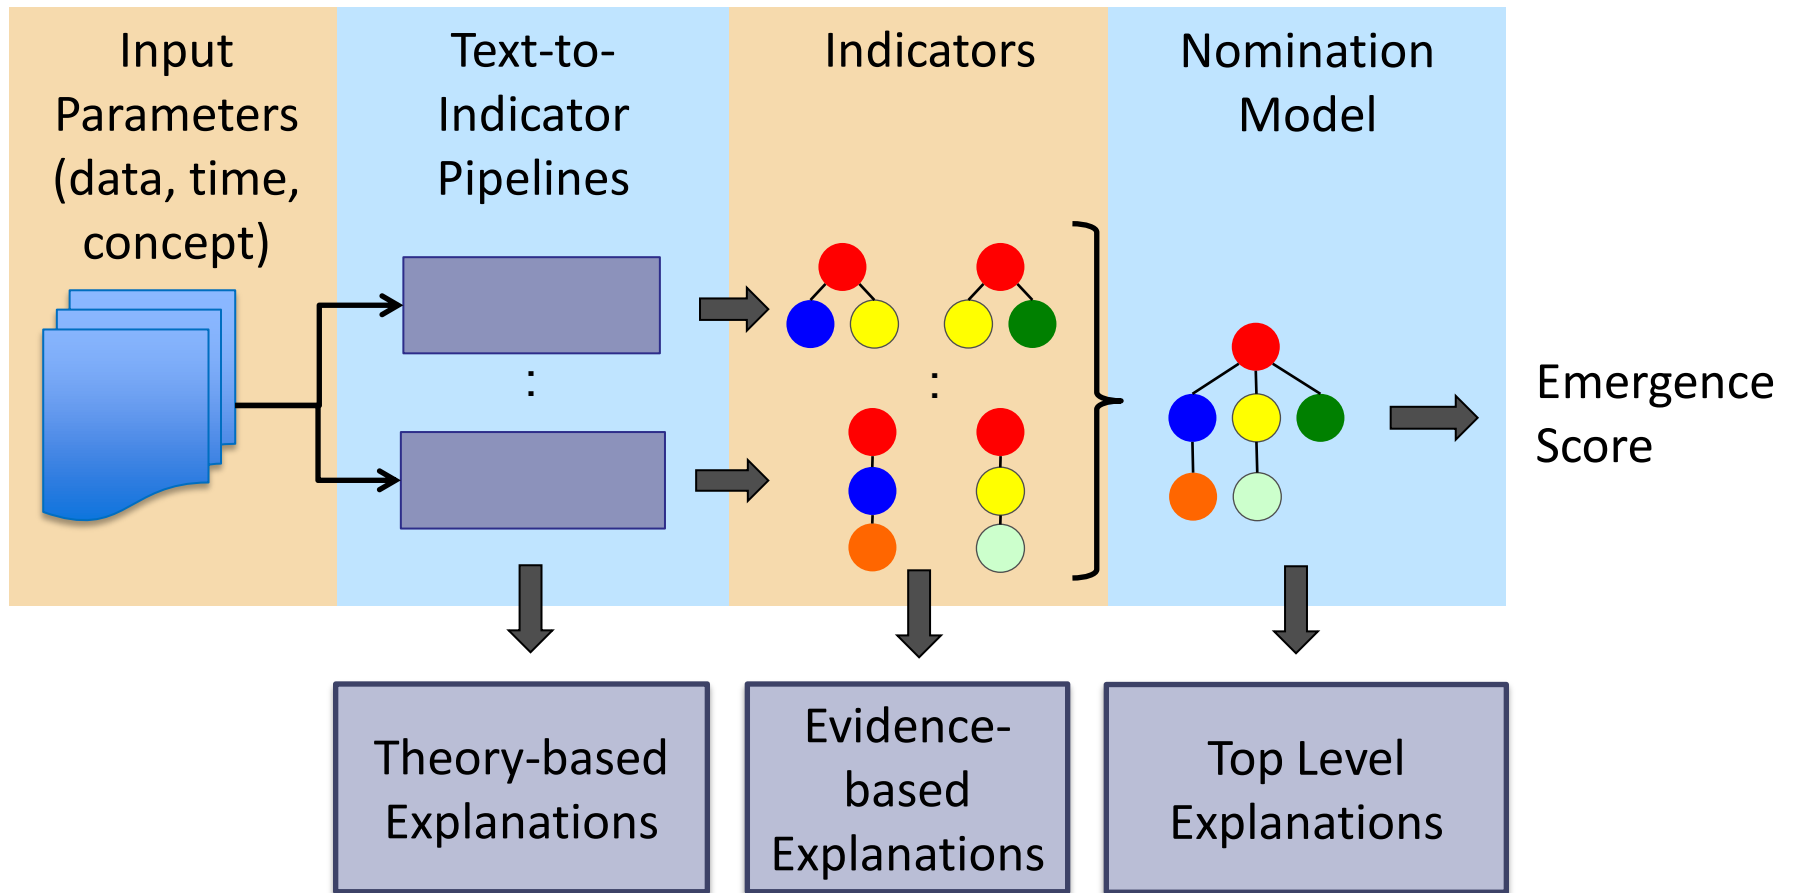 Input
Parameters
(data, time,
concept)
Text-to-
Indicator
Pipelines
Indicators
Nomination
Model
:
:
Emergence
Score
Theory-based
Explanations
Evidence-
based
Explanations
Top Level
Explanations